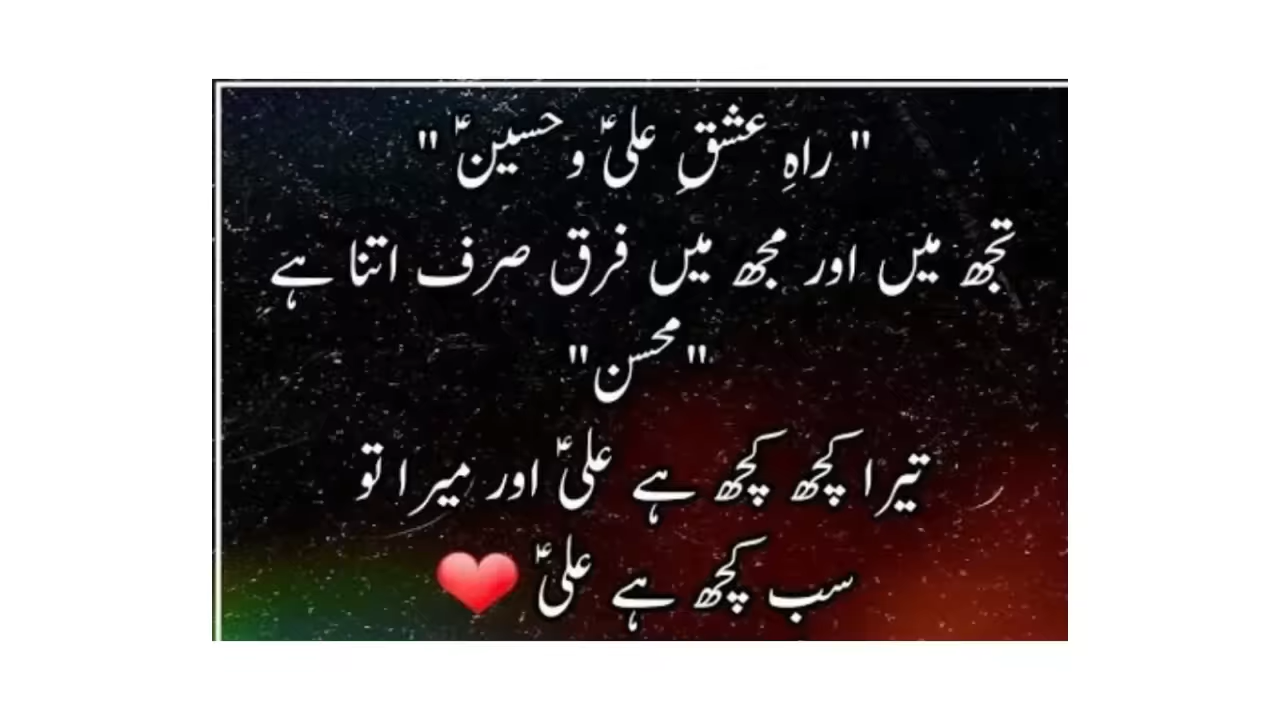 " راہِ عشقِ علیؑ و حسینؑ "
تجھ میں اور مجھ میں فرق صرف اتنا ہے
"محسن"
تیرا کچھ کچھ ہے علیؑ اور میرا تو
سب کچھ ہے علیؑ ❤